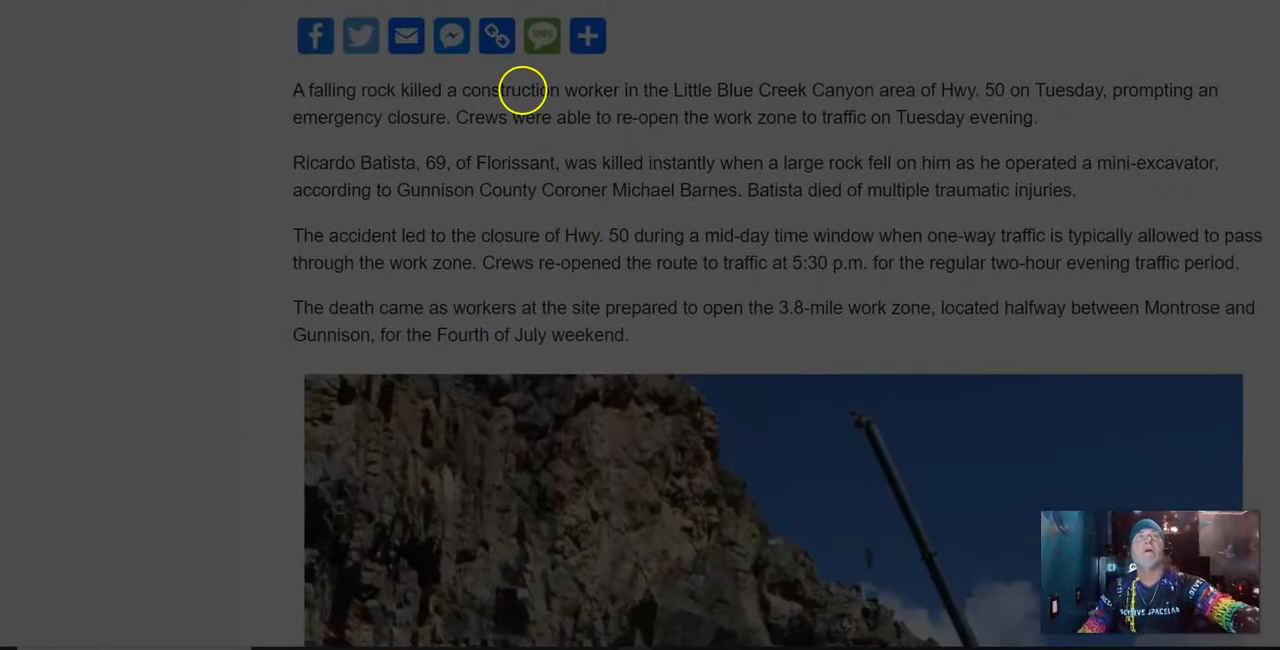 SMS
A falling rock killed a construction worker in the Little Blue Creek Canyon area of Hwy. 50 on Tuesday, prompting an
emergency closure. Crews were able to re-open the work zone to traffic on Tuesday evening.
Ricardo Batista, 69, of Florissant, was killed instantly when a large rock fell on him as he operated a mini-excavator,
according to Gunnison County Coroner Michael Barnes. Batista died of multiple traumatic injuries.
The accident led to the closure of Hwy. 50 during a mid-day time window when one-way traffic is typically allowed to pass
through the work zone. Crews re-opened the route to traffic at 5:30 p.m. for the regular two-hour evening traffic period.
The death came as workers at the site prepared to open the 3.8-mile work zone, located halfway between Montrose and
Gunnison, for the Fourth of July weekend.